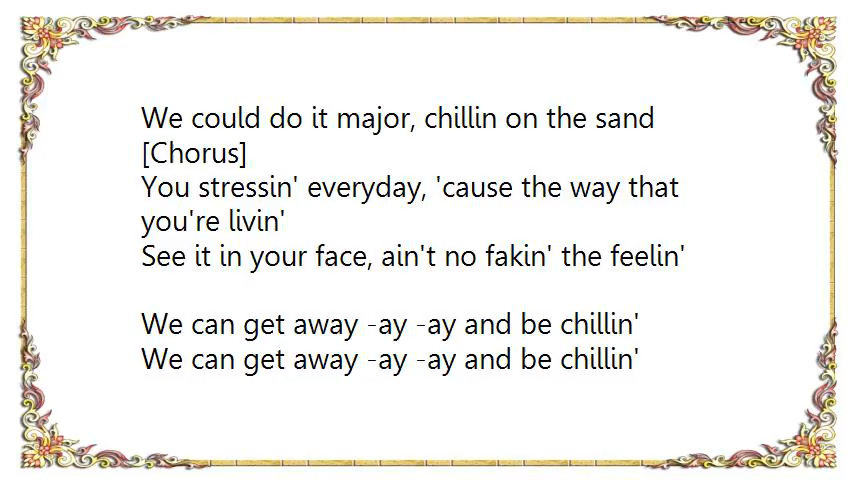 We could do it major, chillin on the sand
[Chorus]
You stressin' everyday, 'cause the way that
you're livin'
See it in your face, ain't no fakin' the feelin'
We can get away -ay -ay and be chillin'
We can get away -ay -ay and be chillin'